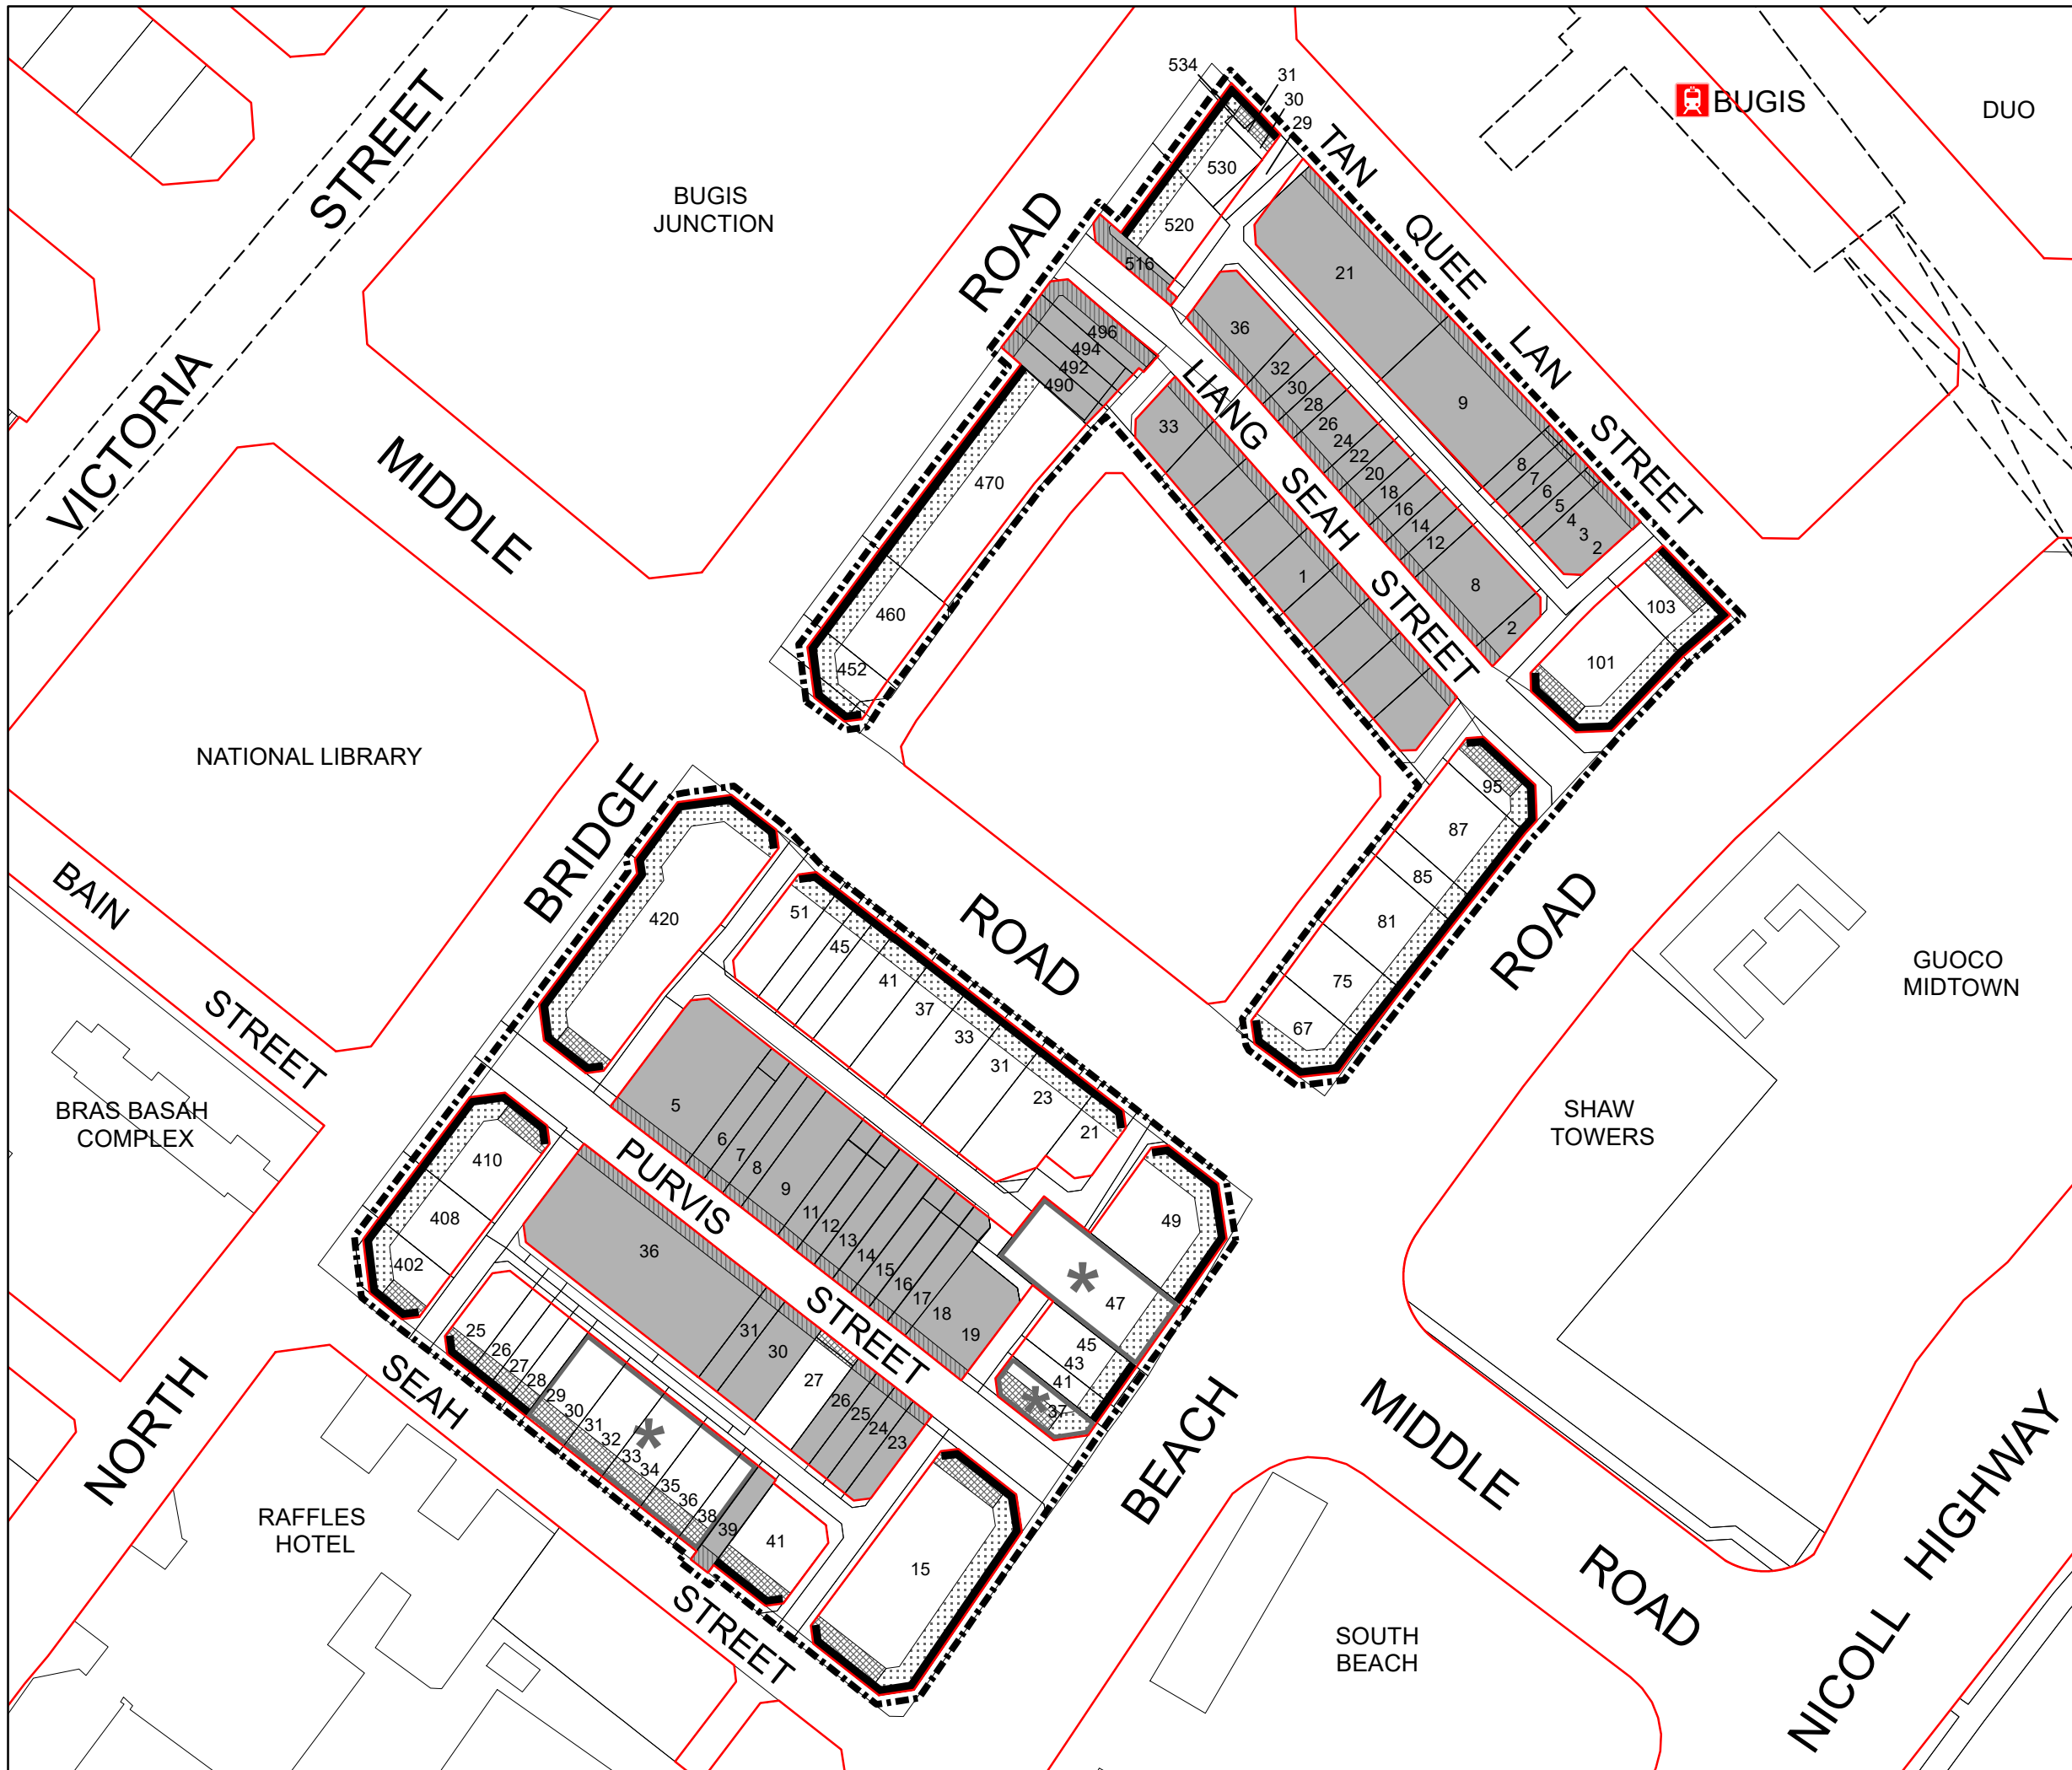 534
31
30
29
TAN
QUEE
LAN
STREET
BUGIS
DUO
VICTORIA
STREET
BUGIS
JUNCTION
ROAD
530
520
516
21
9
8
7
6
5
4
3
2
496
494
492
490
36
32
30
28
26
24
22
20
18
16
14
12
8
2
LIANG
SEAH
STREET
33
1
470
460
452
103
101
MIDDLE
ROAD
95
87
85
81
75
67
ROAD
NATIONAL LIBRARY
BAIN
STREET
BRIDGE
420
51
45
41
37
33
31
23
21
GUOCO
MIDTOWN
BRAS BASAH
COMPLEX
SHAW
TOWERS
5
6
7
8
9
11
12
13
14
15
16
17
18
19
PURVIS
STREET
410
408
402
36
31
30
27
26
25
24
23
49
*
47
45
43
41
*
37
25
26
27
28
29
30
31
32
33
34
35
36
38
39
*
41
15
NORTH
SEAH
STREET
BEACH
RAFFLES
HOTEL
MIDDLE
ROAD
SOUTH
BEACH
NICOLL
HIGHWAY